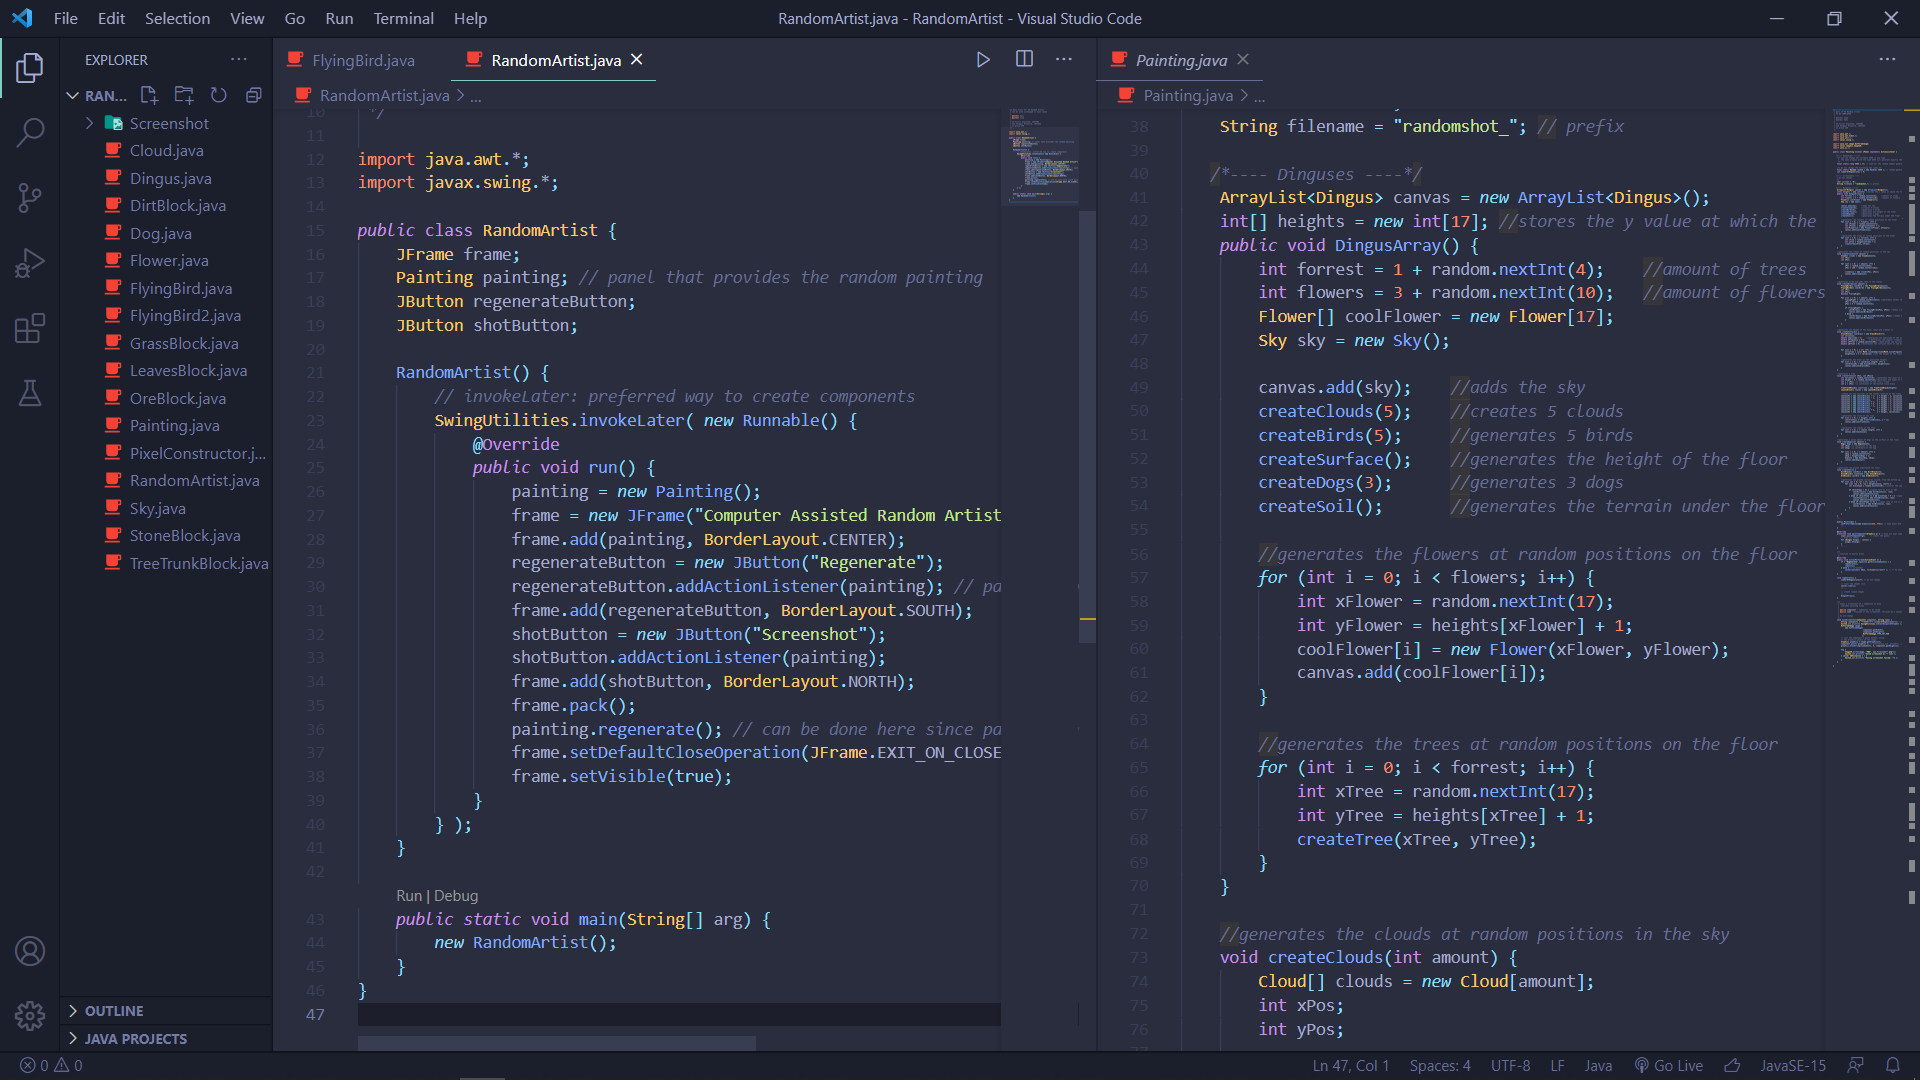 File Edit Selection View Go Run Terminal Help
RandomArtist.java - RandomArtist - Visual Studio Code
EXPLORER
RAN...
Screenshot
Cloud.java
Dingus.java
DirtBlock.java
Dog.java
Flower.java
FlyingBird.java
FlyingBird2.java
GrassBlock.java
LeavesBlock.java
OreBlock.java
Painting.java
PixelConstructor.j...
RandomArtist.java
Sky.java
StoneBlock.java
TreeTrunkBlock.java
OUTLINE
JAVA PROJECTS
FlyingBird.java
RandomArtist.java
RandomArtist.java > ...
10 */
11
12 import java.awt.*;
13 import javax.swing.*;
14
15 public class RandomArtist {
16 JFrame frame;
17 Painting painting; // panel that provides the random painting
18 JButton regenerateButton;
19 JButton shotButton;
20
21 RandomArtist() {
22 // invokeLater: preferred way to create components
23 SwingUtilities.invokeLater( new Runnable() {
24 @Override
25 public void run() {
26 painting = new Painting();
27 frame = new JFrame("Computer Assisted Random Artist
28 frame.add(painting, BorderLayout.CENTER);
29 regenerateButton = new JButton("Regenerate");
30 regenerateButton.addActionListener(painting); // pa
31 frame.add(regenerateButton, BorderLayout.SOUTH);
32 shotButton = new JButton("Screenshot");
33 shotButton.addActionListener(painting);
34 frame.add(shotButton, BorderLayout.NORTH);
35 frame.pack();
36 painting.regenerate(); // can be done here since pa
37 frame.setDefaultCloseOperation(JFrame.EXIT_ON_CLOSE
38 frame.setVisible(true);
39 }
40 } );
41 }
42
Run | Debug
43 public static void main(String[] arg) {
44 new RandomArtist();
45 }
46 }
47
Painting.java
Painting.java > ...
38 String filename = "randomshot_"; // prefix
39
40 /*---- Dinguses ----*/
41 ArrayList<Dingus> canvas = new ArrayList<Dingus>();
42 int[] heights = new int[17]; //stores the y value at which the
43 public void DingusArray() {
44 int forrest = 1 + random.nextInt(4); //amount of trees
45 int flowers = 3 + random.nextInt(10); //amount of flowers
46 Flower[] coolFlower = new Flower[17];
47 Sky sky = new Sky();
48
49 canvas.add(sky); //adds the sky
50 createClouds(5); //creates 5 clouds
51 createBirds(5); //generates 5 birds
52 createSurface(); //generates the height of the floor
53 createDogs(3); //generates 3 dogs
54 createSoil(); //generates the terrain under the floor
55
56 //generates the flowers at random positions on the floor
57 for (int i = 0; i < flowers; i++) {
58 int xFlower = random.nextInt(17);
59 int yFlower = heights[xFlower] + 1;
60 coolFlower[i] = new Flower(xFlower, yFlower);
61 canvas.add(coolFlower[i]);
62 }
63
64 //generates the trees at random positions on the floor
65 for (int i = 0; i < forrest; i++) {
66 int xTree = random.nextInt(17);
67 int yTree = heights[xTree] + 1;
68 createTree(xTree, yTree);
69 }
70 }
71
72 //generates the clouds at random positions in the sky
73 void createClouds(int amount) {
74 Cloud[] clouds = new Cloud[amount];
75 int xPos;
76 int yPos;
0 0
Ln 47, Col 1 Spaces: 4 UTF-8 LF Java Go Live JavaSE-15